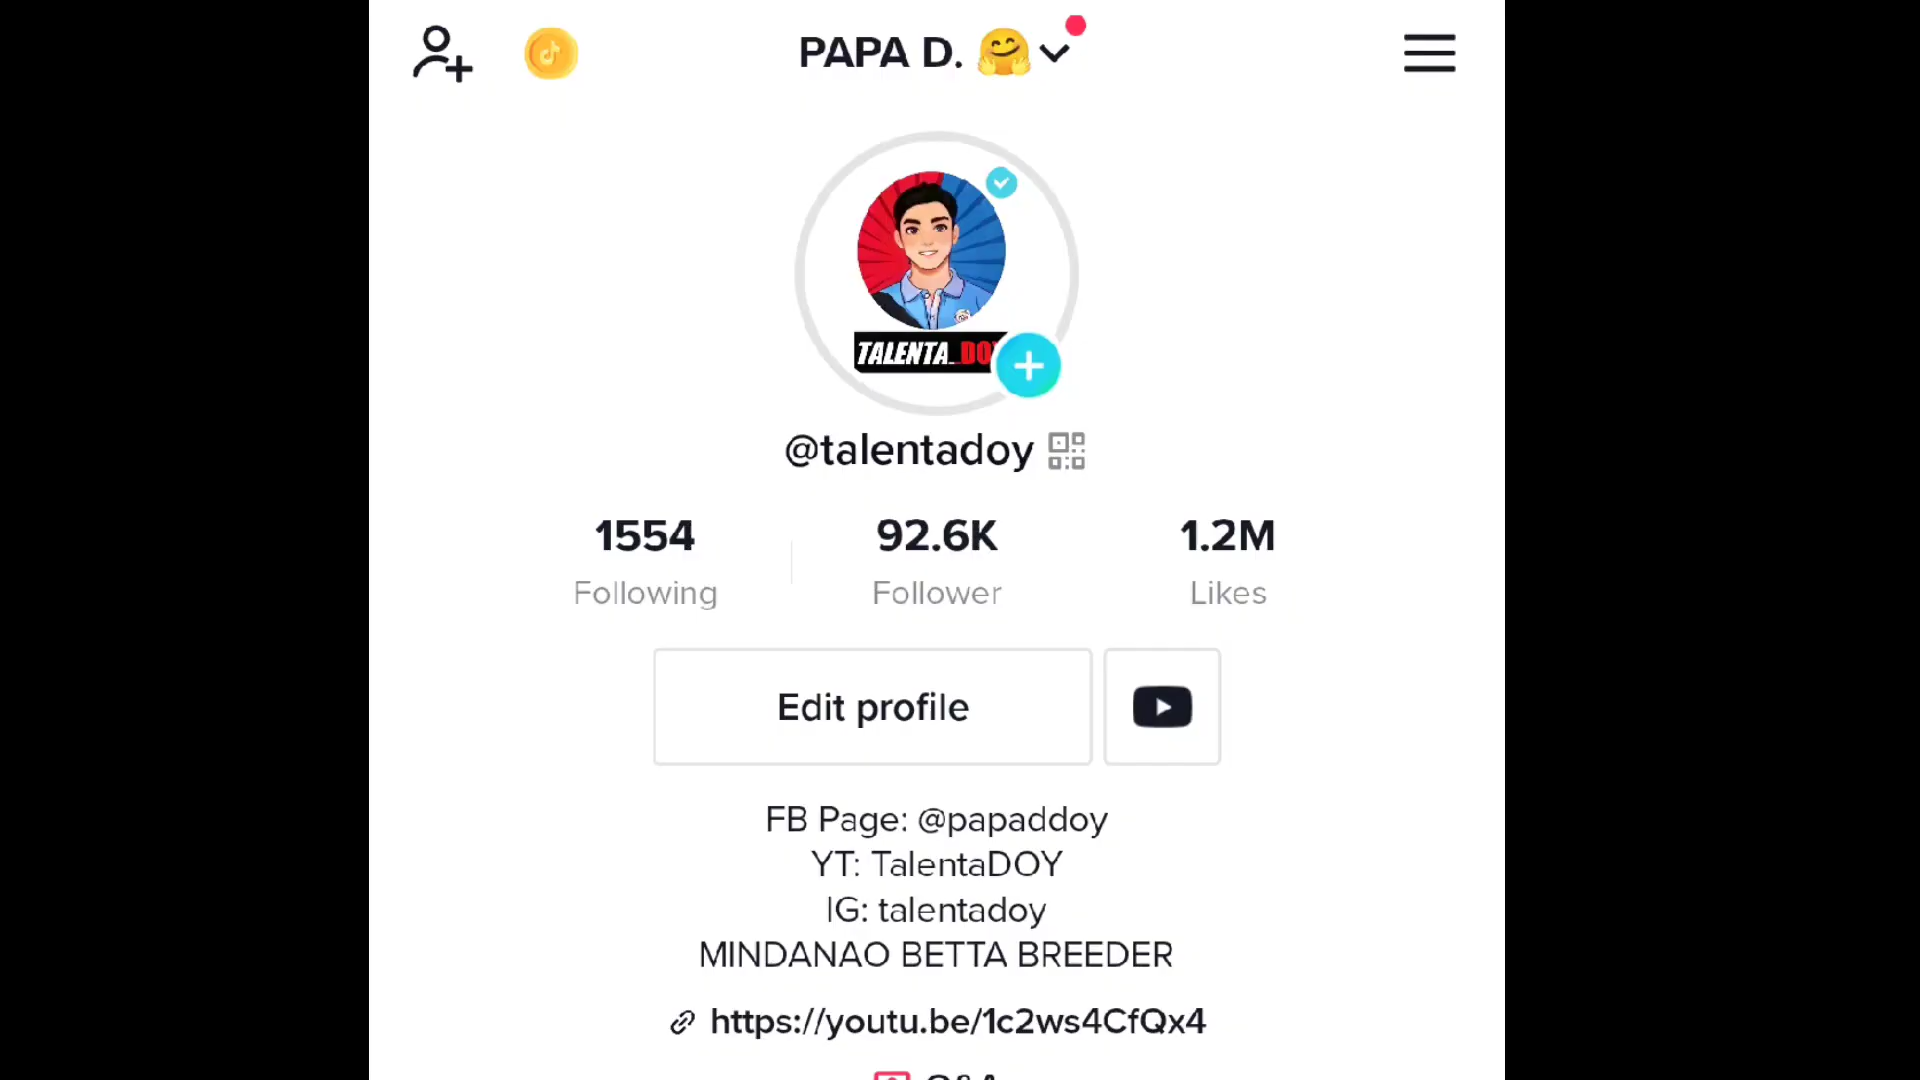 PAPA D. 🤗
TALENTA_DO
@talentadoy
1554
Following
92.6K
Follower
1.2M
Likes
Edit profile
FB Page: @papaddoy
YT: TalentaDOY
IG: talentadoy
MINDANAO BETTA BREEDER
https://youtu.be/1c2ws4CfQx4